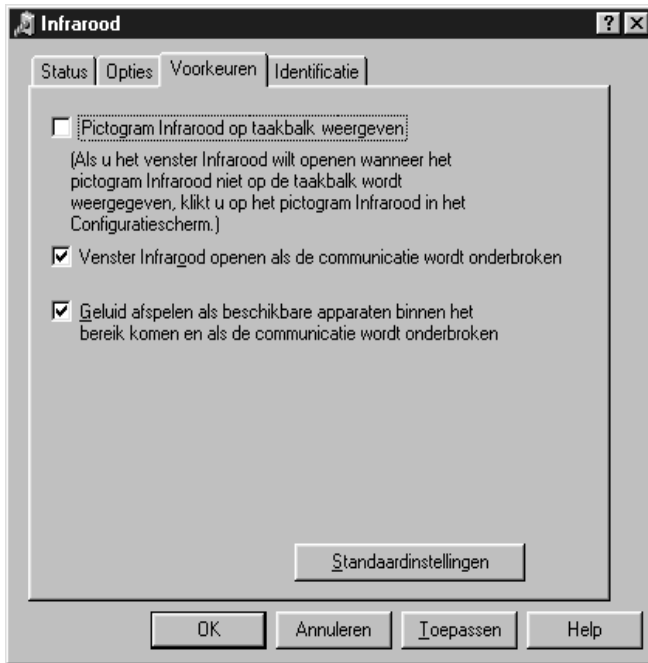 Infrarood
Status
Opties
Voorkeuren
Identificatie
Pictogram Infrarood op taakbalk weergeven
(Als u het venster Infrarood wilt openen wanneer het
pictogram Infrarood niet op de taakbalk wordt
weergegeven, klikt u op het pictogram Infrarood in het
Configuratiescherm.)
Venster Infrarood openen als de communicatie wordt onderbroken
Geluid afspelen als beschikbare apparaten binnen het
bereik komen en als de communicatie wordt onderbroken
Standaardinstellingen
OK
Annuleren
Toepassen
Help